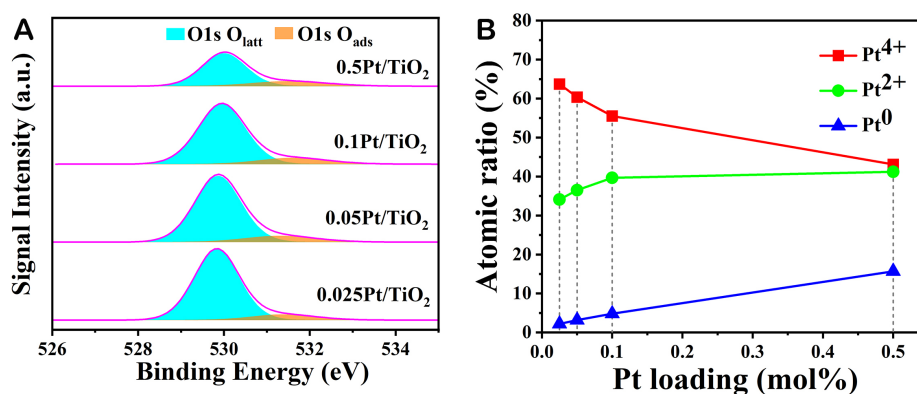 A
O1s O_latt O1s O_ads
0.5Pt/TiO₂
0.1Pt/TiO₂
0.05Pt/TiO₂
0.025Pt/TiO₂
Signal Intensity (a.u.)
526 528 530 532 534
Binding Energy (eV)
B
Pt⁴⁺
Pt²⁺
Pt⁰
Atomic ratio (%)
80
70
60
50
40
30
20
10
0
0.0 0.1 0.2 0.3 0.4 0.5
Pt loading (mol%)